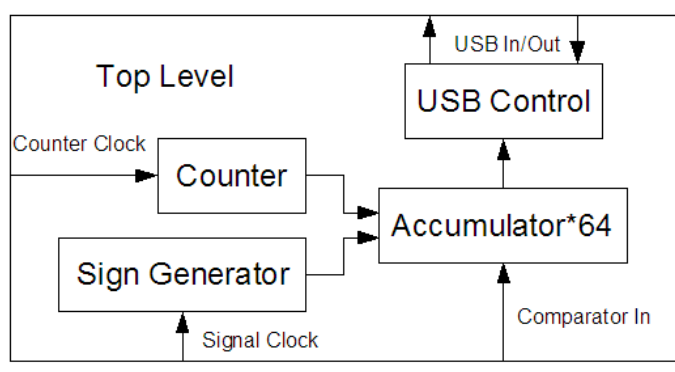 USB In/Out
Top Level
USB Control
Counter Clock
Counter
Accumulator*64
Sign Generator
Comparator In
Signal Clock